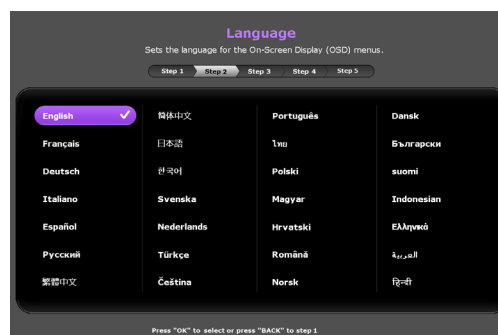 Language
Sets the language for the On-Screen Display (OSD) menus.
Step 1 Step 2 Step 3 Step 4 Step 5
English 简体中文 Português Dansk
Français 日本語 ไทย Български
Deutsch 한국어 Polski suomi
Italiano Svenska Magyar Indonesian
Español Nederlands Hrvatski Ελληνικά
Русский Türkçe Română العربية
繁體中文 Čeština Norsk हिन्दी
Press "OK" to select or press "BACK" to step 1